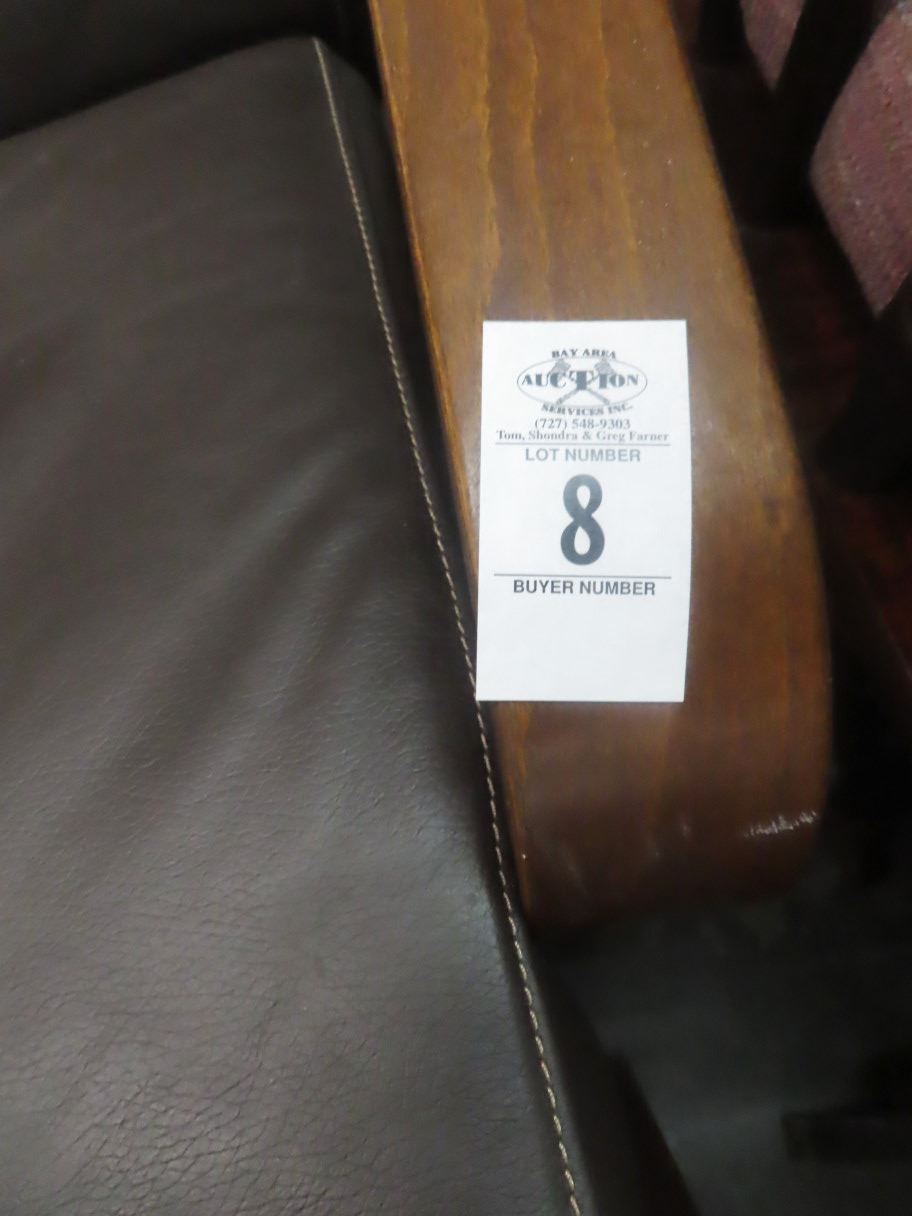 BAY AREA
AUCTION
SERVICES INC.
(727) 548-9303
Tom, Shondra & Greg Farner
LOT NUMBER
8
BUYER NUMBER